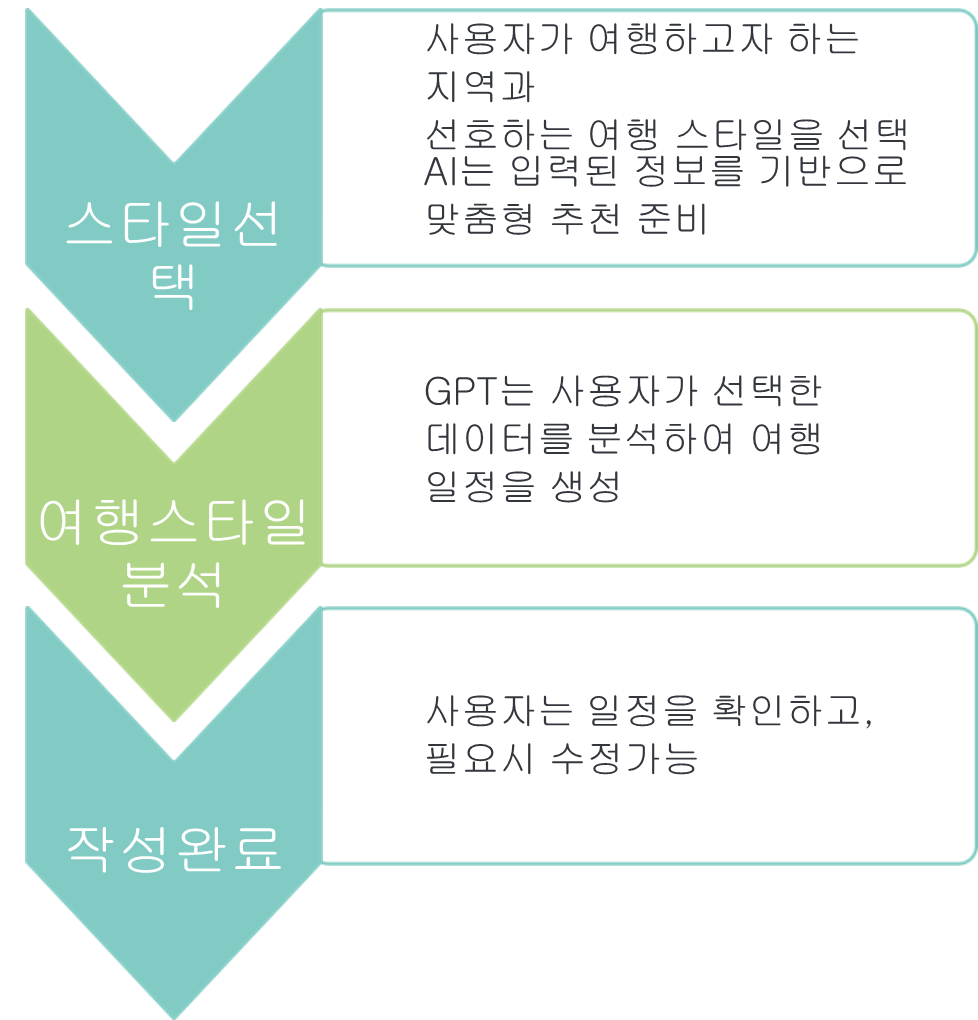 스타일선
택
사용자가 여행하고자 하는
지역과
선호하는 여행 스타일을 선택
AI는 입력된 정보를 기반으로
맞춤형 추천 준비
여행스타일
분석
GPT는 사용자가 선택한
데이터를 분석하여 여행
일정을 생성
작성완료
사용자는 일정을 확인하고,
필요시 수정가능